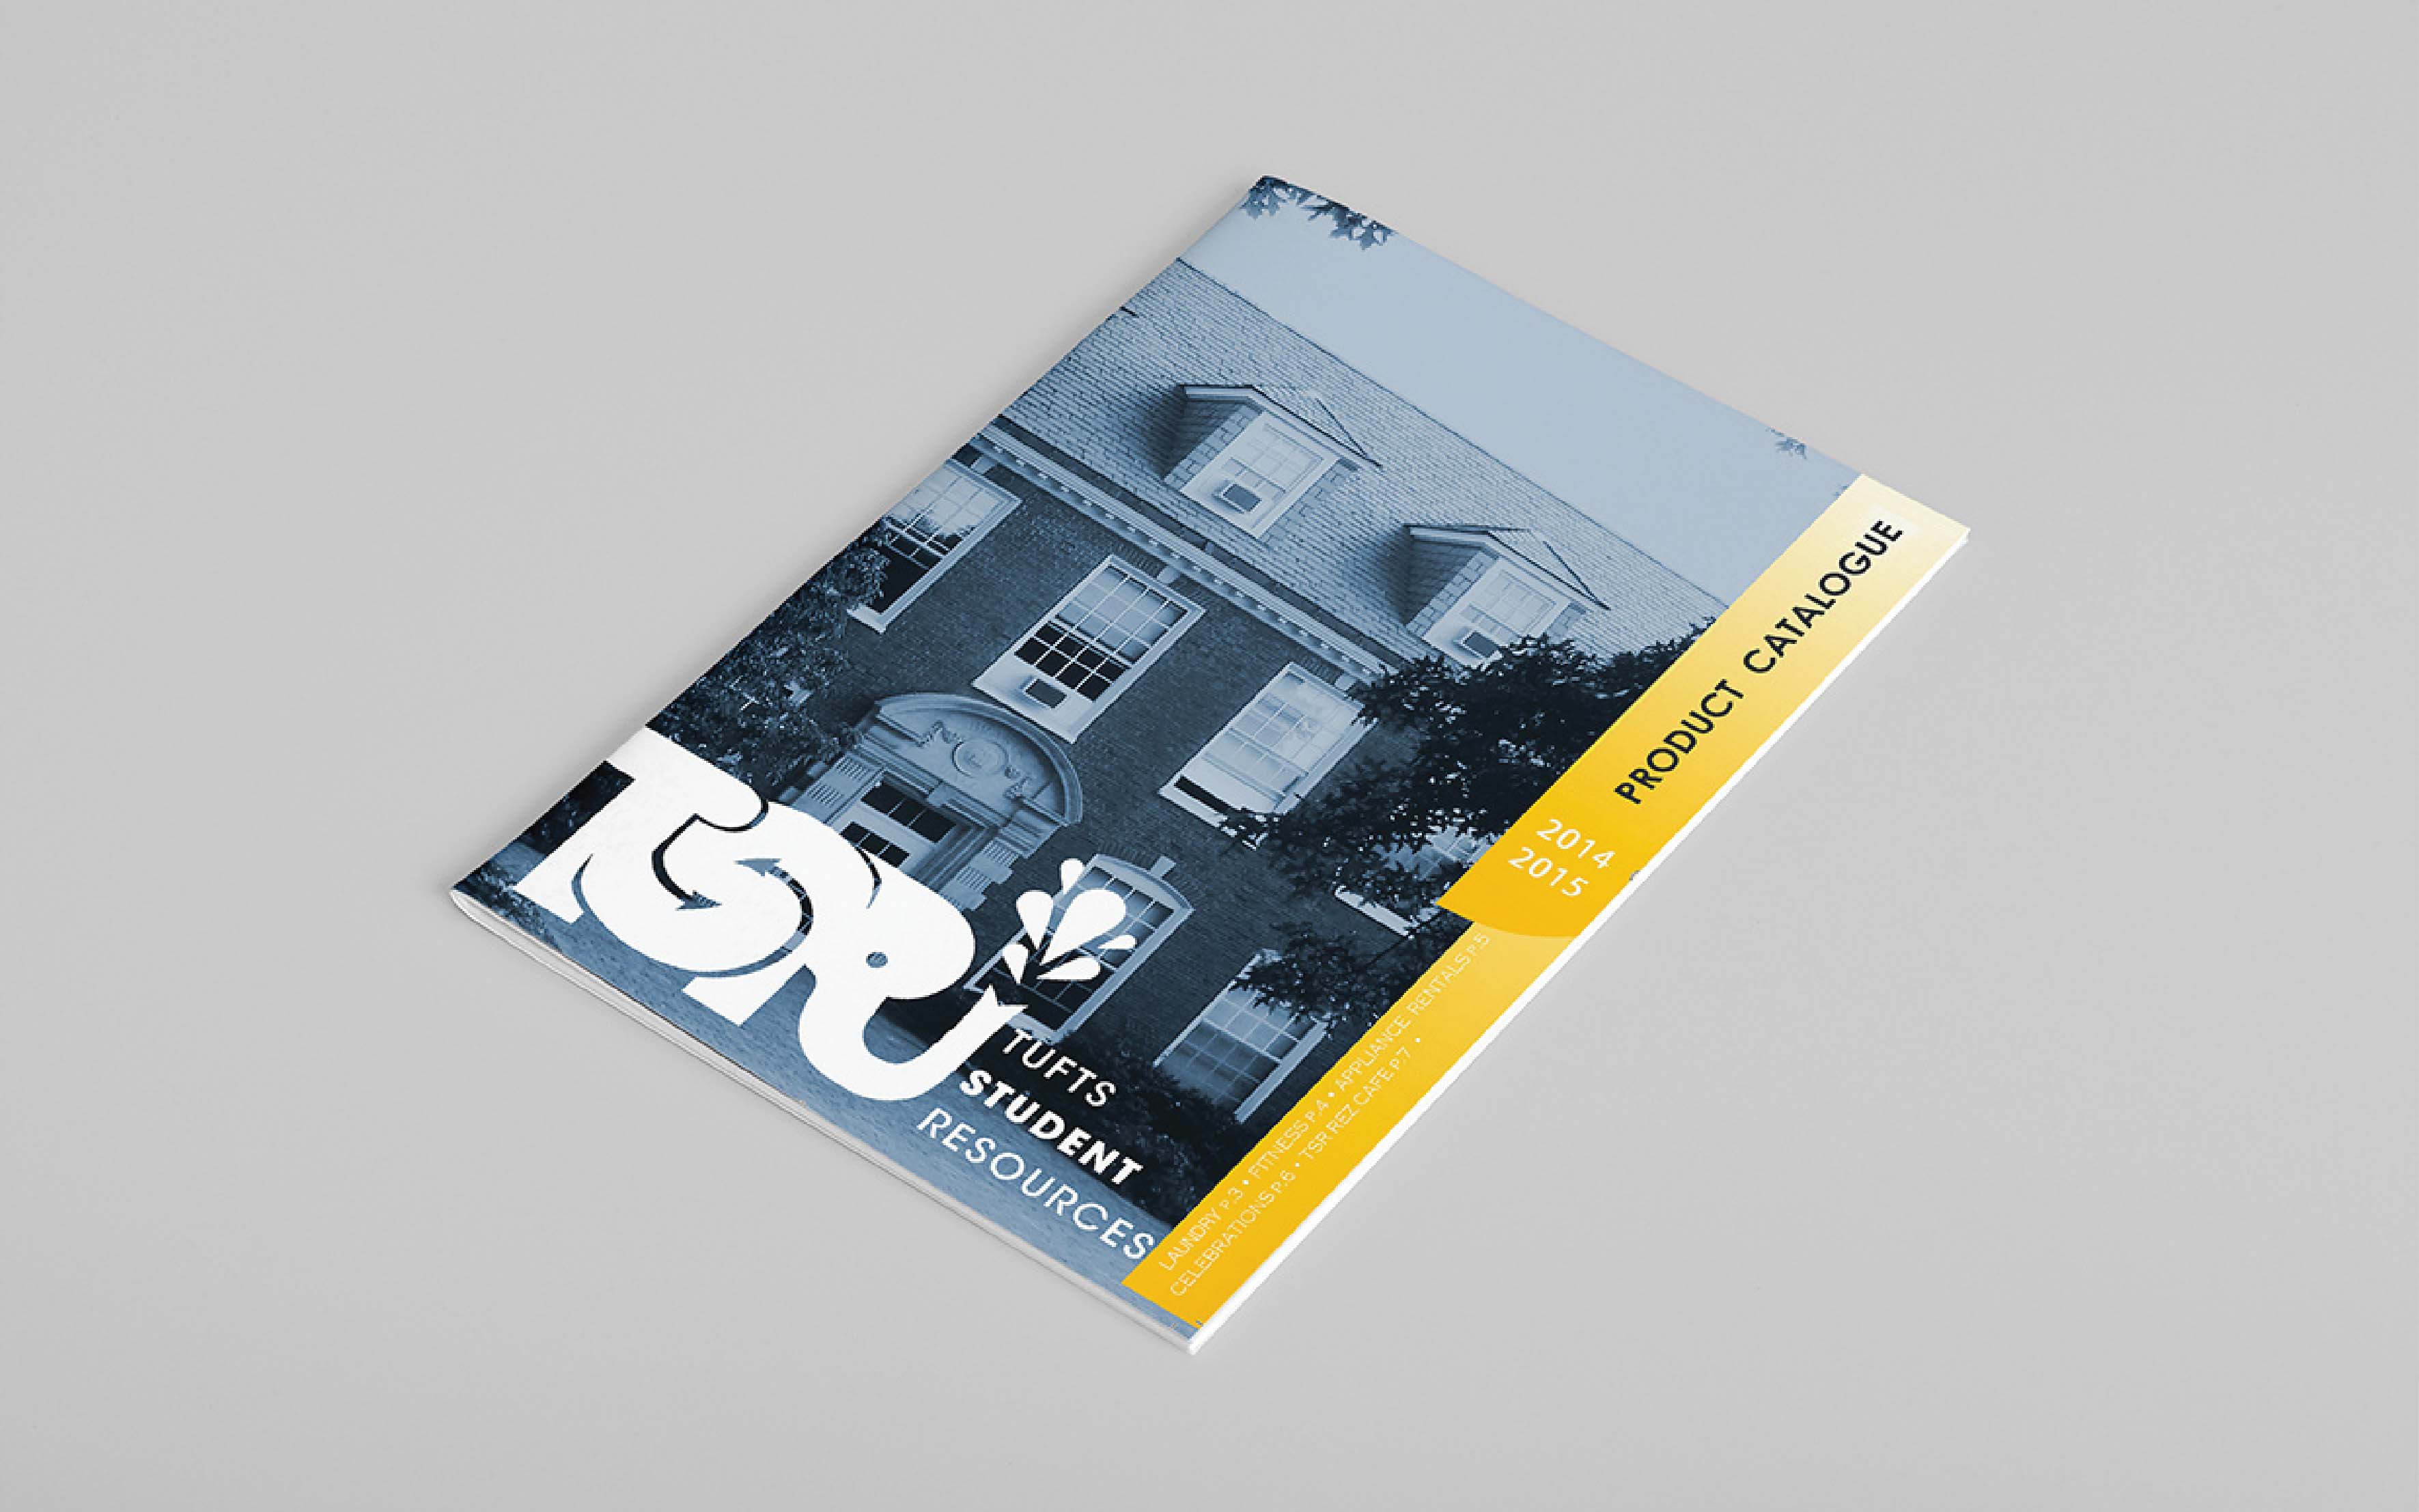 PRODUCT CATALOGUE
2014
2015
TSR
TUFTS
STUDENT
RESOURCES
LAUNDRY P.3 • FITNESS P.4 • APPLIANCE RENTALS P.5
CELEBRATIONS P.6 • TSR REZ CAFE P.7 •